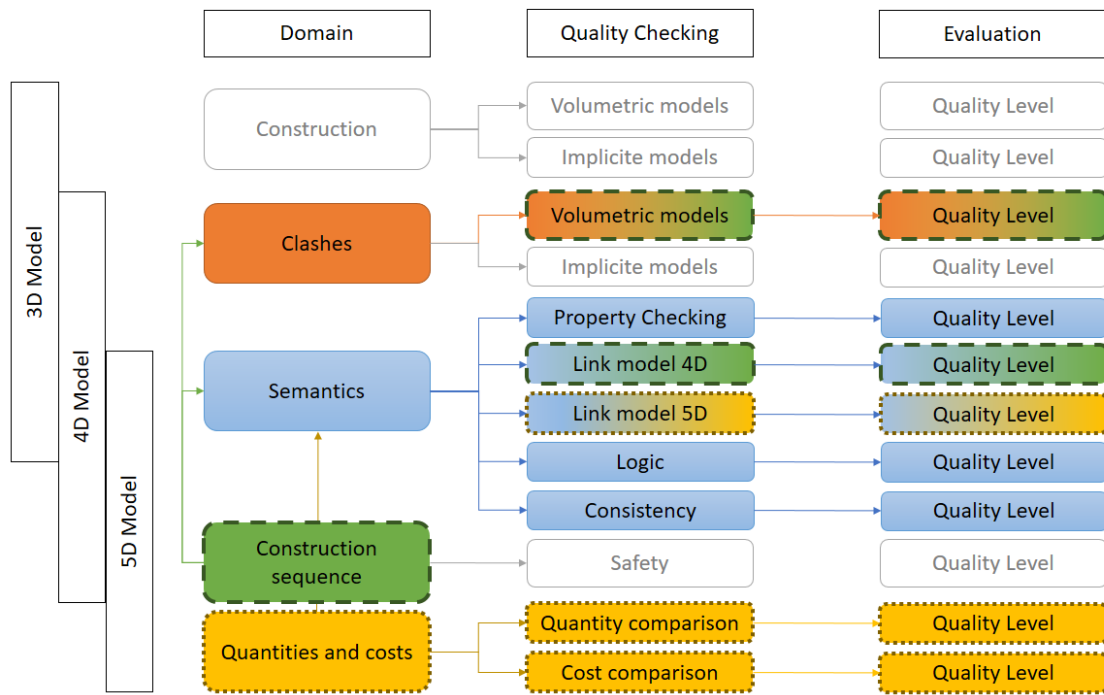 Domain
Quality Checking
Evaluation
3D Model
4D Model
5D Model
Construction
Volumetric models
Quality Level
Implicite models
Quality Level
Clashes
Volumetric models
Quality Level
Implicite models
Quality Level
Semantics
Property Checking
Quality Level
Link model 4D
Quality Level
Link model 5D
Quality Level
Logic
Quality Level
Consistency
Quality Level
Construction
sequence
Safety
Quality Level
Quantities and costs
Quantity comparison
Quality Level
Cost comparison
Quality Level